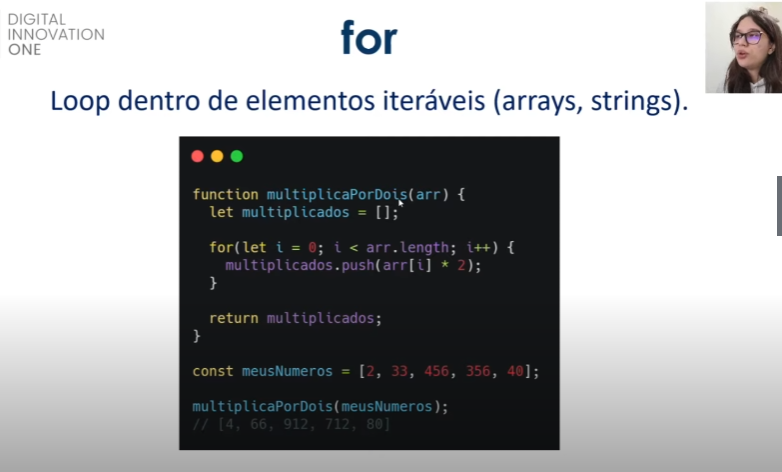 DIGITAL
INNOVATION
ONE
for
Loop dentro de elementos iteráveis (arrays, strings).
function multiplicaPorDois(arr) {
let multiplicados = [];
for(let i = 0; i < arr.length; i++) {
multiplicados.push(arr[i] * 2);
}
return multiplicados;
}
const meusNumeros = [2, 33, 456, 356, 40];
multiplicaPorDois(meusNumeros);
// [4, 66, 912, 712, 80]